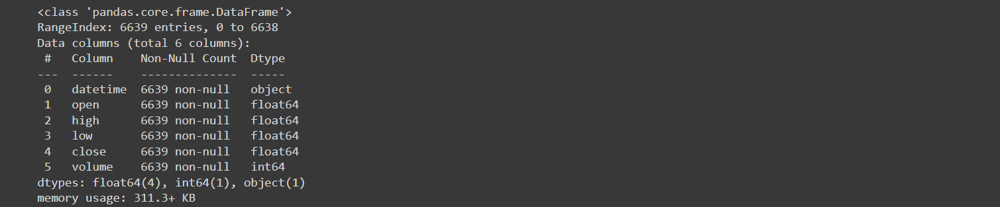 <class 'pandas.core.frame.DataFrame'>
RangeIndex: 6639 entries, 0 to 6638
Data columns (total 6 columns):
 #   Column    Non-Null Count  Dtype
---  ------    --------------  -----
 0   datetime  6639 non-null   object
 1   open      6639 non-null   float64
 2   high      6639 non-null   float64
 3   low       6639 non-null   float64
 4   close     6639 non-null   float64
 5   volume    6639 non-null   int64
dtypes: float64(4), int64(1), object(1)
memory usage: 311.3+ KB